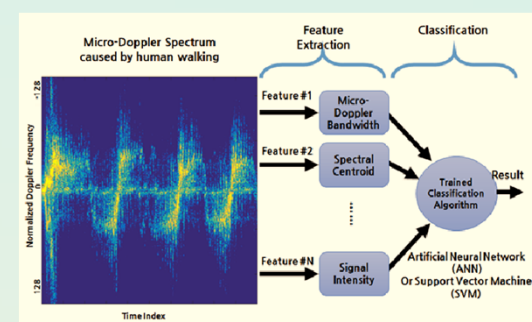 Micro-Doppler Spectrum
caused by human walking
Feature
Extraction
Classification
Normalized Doppler Frequency
-128
0
128
Time Index
Feature #1
Micro-
Doppler
Bandwidth
Feature #2
Spectral
Centroid
......
Feature #N
Signal
Intensity
Trained
Classification
Algorithm
Result
Artificial Neural Network
(ANN)
Or Support Vector Machine
(SVM)